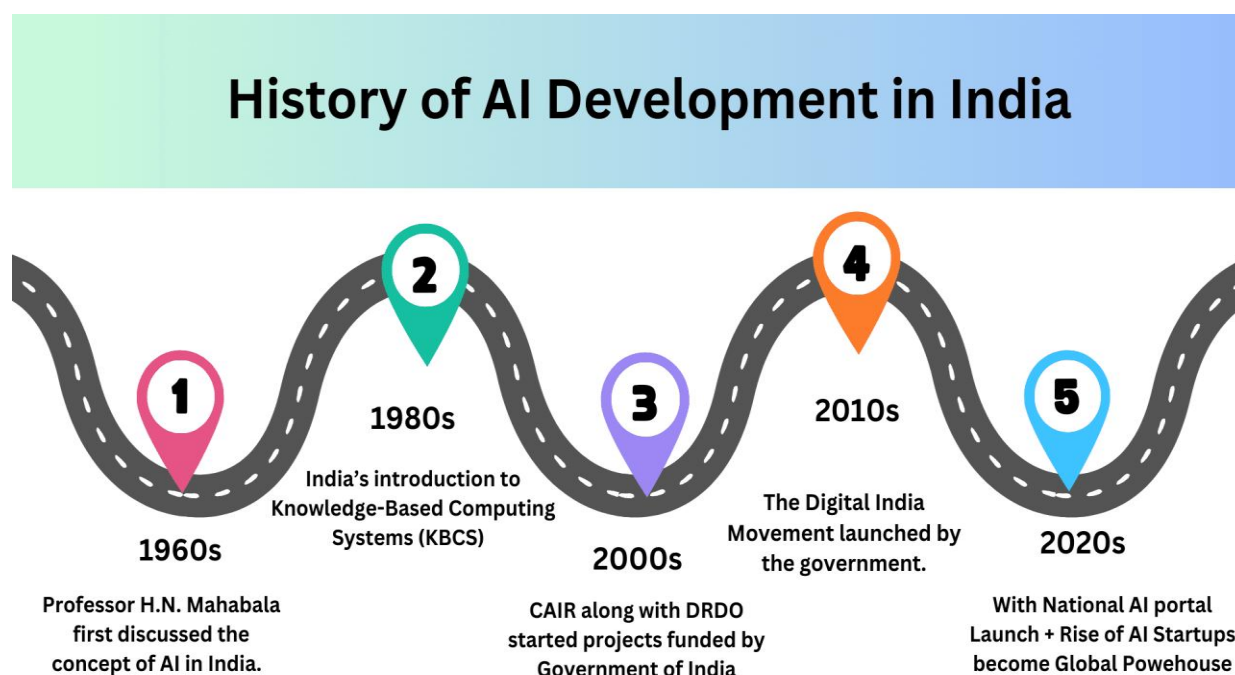 History of AI Development in India
1
1960s
Professor H.N. Mahabala
first discussed the
concept of AI in India.
2
1980s
India's introduction to
Knowledge-Based Computing
Systems (KBCS)
3
2000s
CAIR along with DRDO
started projects funded by
Government of India
4
2010s
The Digital India
Movement launched by
the government.
5
2020s
With National AI portal
Launch + Rise of AI Startups
become Global Powehouse